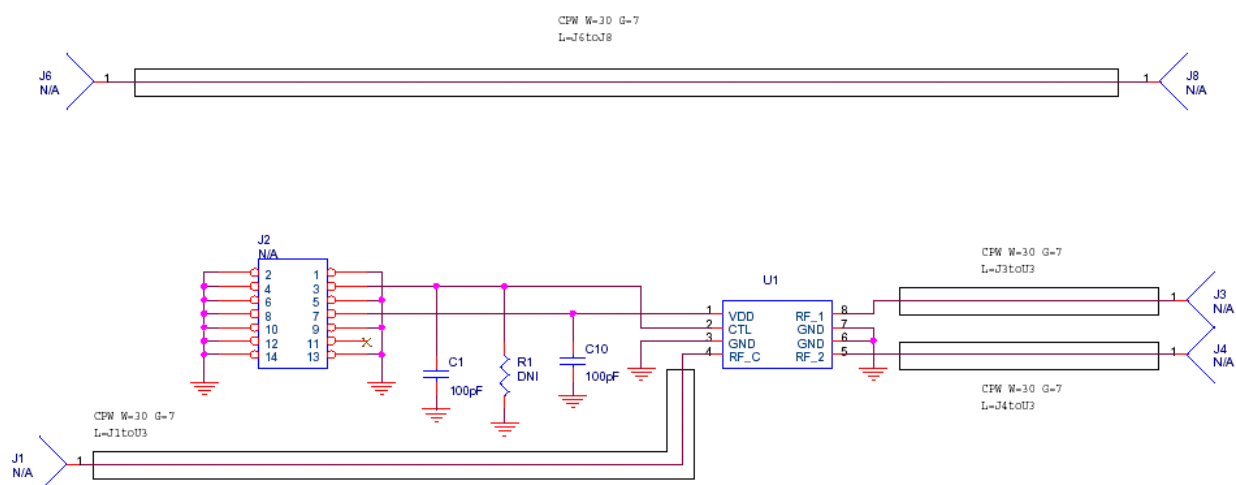 CPW W=30 G=7
L=J6toJ8
J6
N/A
1
1
J8
N/A
J2
N/A
2 1
4 3
6 5
8 7
10 9
12 11
14 13
C1
100pF
R1
DNI
C10
100pF
U1
1 VDD RF_1 8
2 CTL GND 7
3 GND GND 6
4 RF_C RF_2 5
CPW W=30 G=7
L=J3toU3
1
J3
N/A
1
J4
N/A
CPW W=30 G=7
L=J4toU3
CPW W=30 G=7
L=J1toU3
J1
N/A
1